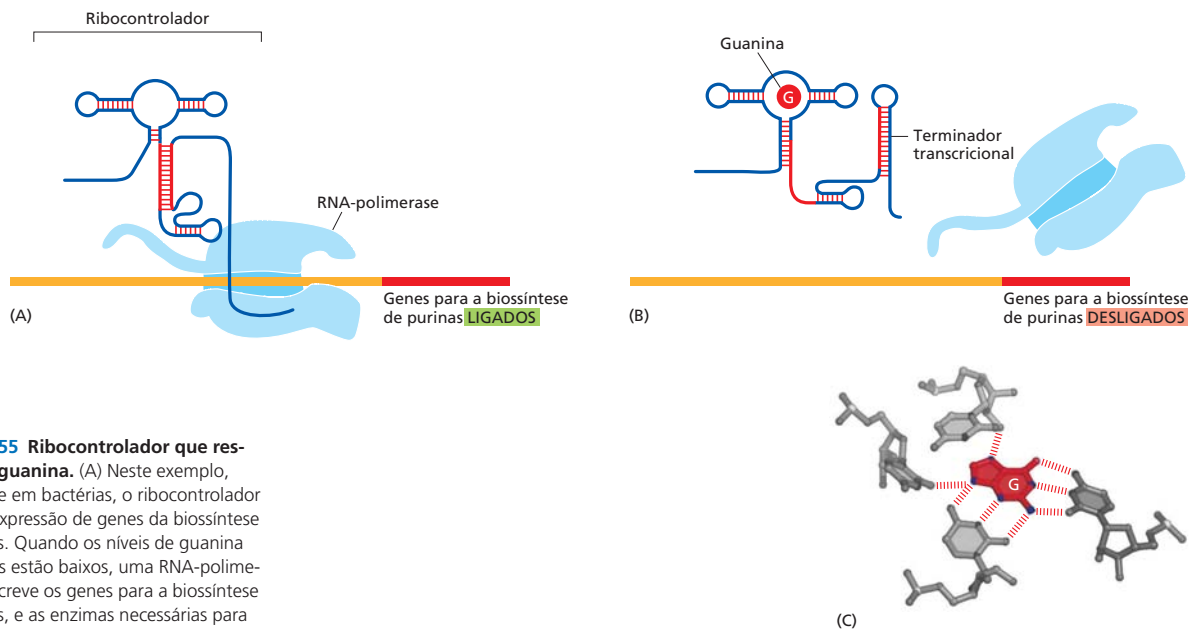 Ribocontrolador
RNA-polimerase
Genes para a biossíntese
de purinas LIGADOS
(A)
Guanina
G
Terminador
transcricional
Genes para a biossíntese
de purinas DESLIGADOS
(B)
G
(C)
55 Ribocontrolador que res-
guanina. (A) Neste exemplo,
e em bactérias, o ribocontrolador
expressão de genes da biossíntese
s. Quando os níveis de guanina
s estão baixos, uma RNA-polime-
creve os genes para a biossíntese
s, e as enzimas necessárias para